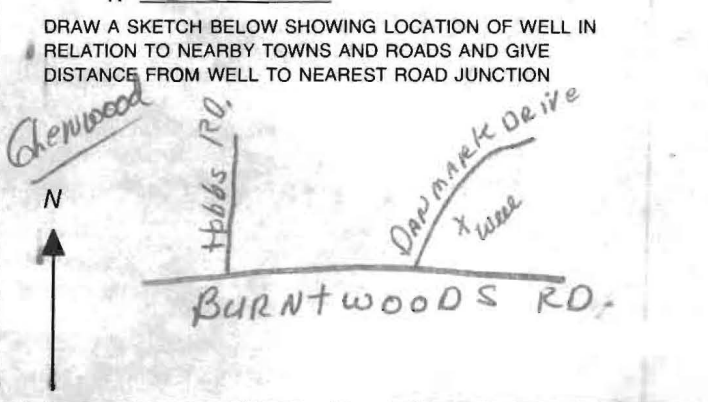 DRAW A SKETCH BELOW SHOWING LOCATION OF WELL IN
RELATION TO NEARBY TOWNS AND ROADS AND GIVE
DISTANCE FROM WELL TO NEAREST ROAD JUNCTION
Glenwood
N
Hobbs RD.
DANMARK DRIVE
X Well
BURNTWOODS RD.